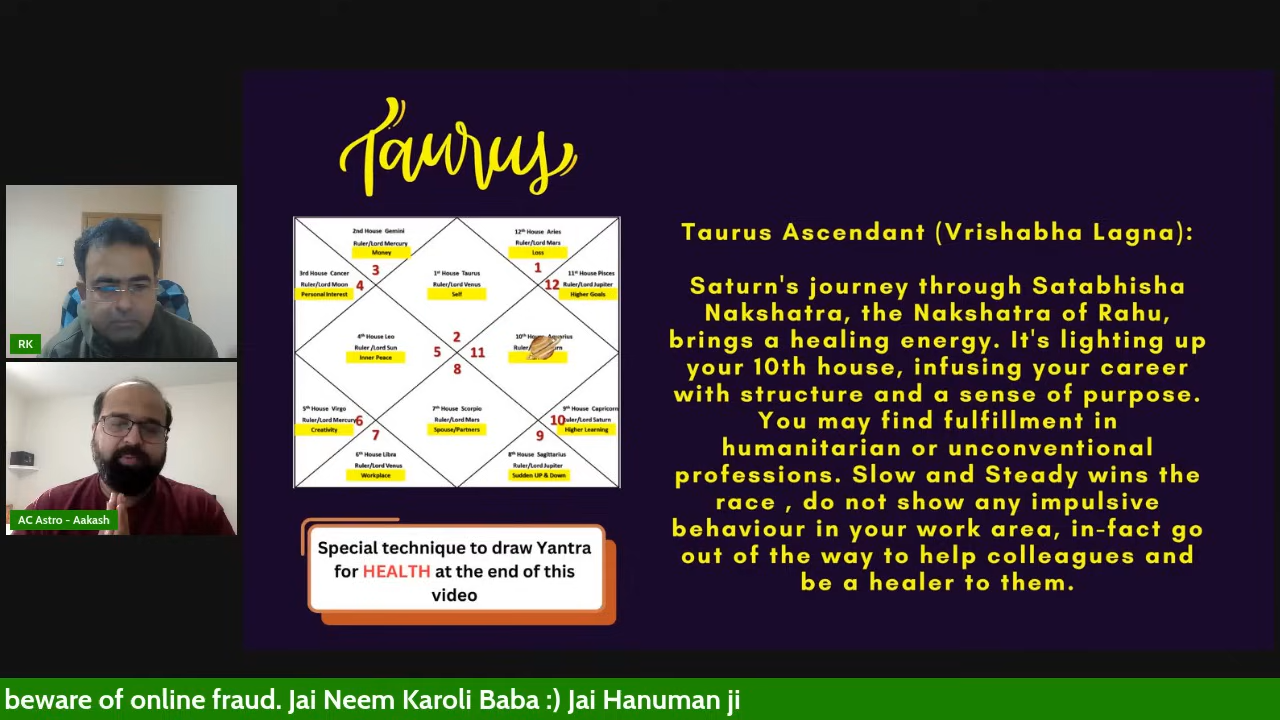 Taurus
2nd House Gemini
Ruler/Lord Mercury
Money
3
3rd House Cancer
Ruler/Lord Moon
Personal Interest
4
1st House Taurus
Ruler/Lord Venus
Self
12th House Aries
Ruler/Lord Mars
Loss
1
11th House Pisces
Ruler/Lord Jupiter
Higher Goals
12
4th House Leo
Ruler/Lord Sun
Inner Peace
2
5
11
8
10th House Aquarius
5th House Virgo
Ruler/Lord Mercury
Creativity
6
7
7th House Scorpio
Ruler/Lord Mars
Spouse/Partners
9th House Capricorn
Higher Learning
10
9
6th House Libra
Ruler/Lord Venus
Workplace
8th House Sagittarius
Ruler/Lord Jupiter
Sudden UP & Down
Special technique to draw Yantra
for HEALTH at the end of this
video
Taurus Ascendant (Vrishabha Lagna):
Saturn's journey through Satabhisha
Nakshatra, the Nakshatra of Rahu,
brings a healing energy. It's lighting up
your 10th house, infusing your career
with structure and a sense of purpose.
You may find fulfillment in
humanitarian or unconventional
professions. Slow and Steady wins the
race , do not show any impulsive
behaviour in your work area, in-fact go
out of the way to help colleagues and
be a healer to them.
RK
AC Astro - Aakash
beware of online fraud. Jai Neem Karoli Baba :) Jai Hanuman ji